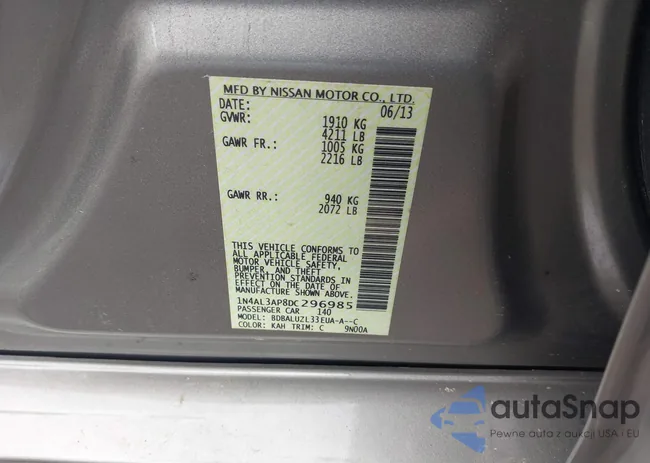 MFD BY NISSAN MOTOR CO., LTD.
DATE: 06/13
GVWR: 1910 KG
4211 LB
GAWR FR.: 1005 KG
2216 LB
GAWR RR.: 940 KG
2072 LB
THIS VEHICLE CONFORMS TO
ALL APPLICABLE FEDERAL
MOTOR VEHICLE SAFETY,
BUMPER, AND THEFT
PREVENTION STANDARDS IN
EFFECT ON THE DATE OF
MANUFACTURE SHOWN ABOVE.
1N4AL3AP8DC296985
PASSENGER CAR 140
MODEL: BDBALUZL33EUA-A--C
COLOR: KAH TRIM: C 9N00A
autaSnap
Pewne auta z aukcji USA i EU